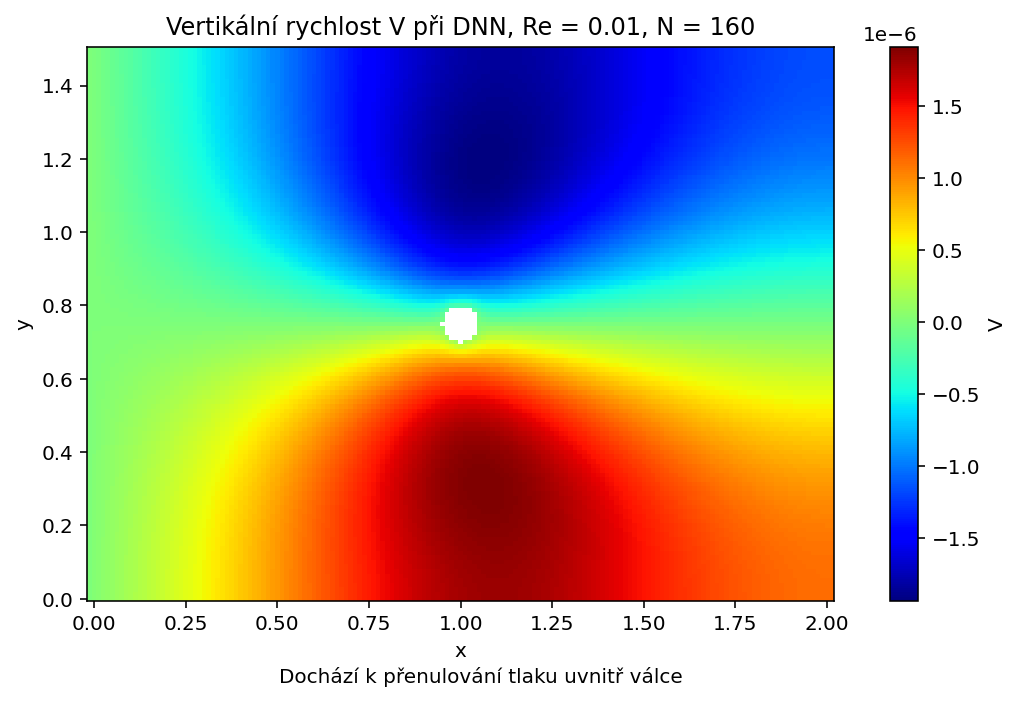 Vertikální rychlost V při DNN, Re = 0.01, N = 160
1e−6
1.4
1.2
1.0
0.8
0.6
0.4
0.2
0.0
y
0.00 0.25 0.50 0.75 1.00 1.25 1.50 1.75 2.00
x
Dochází k přenulování tlaku uvnitř válce
1.5
1.0
0.5
0.0
−0.5
−1.0
−1.5
V